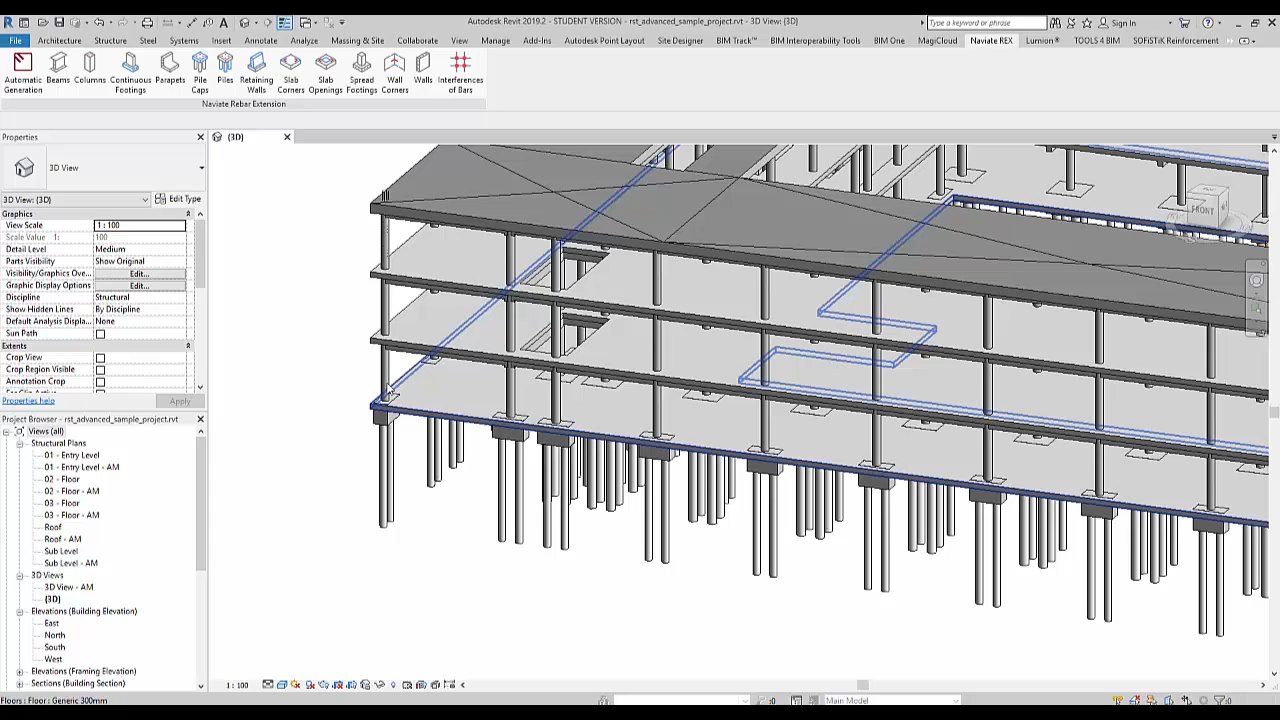 Autodesk Revit 2019.2 - STUDENT VERSION - rst_advanced_sample_project.rvt - 3D View: {3D}
Type a keyword or phrase
Sign In
File Architecture Structure Steel Systems Insert Annotate Analyze Massing & Site Collaborate View Manage Add-Ins Autodesk Point Layout Site Designer BIM Track™ BIM Interoperability Tools BIM One MagiCloud Naviate REX Lumion® TOOLS 4 BIM SOFiSTiK Reinforcement
Automatic Generation
Beams
Columns
Continuous Footings
Parapets
Pile Caps
Piles
Retaining Walls
Slab Corners
Slab Openings
Spread Footings
Wall Corners
Walls
Interferences of Bars
Naviate Rebar Extension
Properties
{3D}
3D View
3D View: {3D}
Edit Type
Graphics
View Scale 1 : 100
Scale Value 1: 100
Detail Level Medium
Parts Visibility Show Original
Visibility/Graphics Ove... Edit...
Graphic Display Options Edit...
Discipline Structural
Show Hidden Lines By Discipline
Default Analysis Displa... None
Sun Path
Extents
Crop View
Crop Region Visible
Annotation Crop
Properties help
Apply
Project Browser - rst_advanced_sample_project.rvt
Views (all)
Structural Plans
01 - Entry Level
01 - Entry Level - AM
02 - Floor
02 - Floor - AM
03 - Floor
03 - Floor - AM
Roof
Roof - AM
Sub Level
Sub Level - AM
3D Views
3D View - AM
{3D}
Elevations (Building Elevation)
East
North
South
West
Elevations (Framing Elevation)
Sections (Building Section)
FRONT
1 : 100
Floors : Floor : Generic 300mm
:0
Main Model
:0